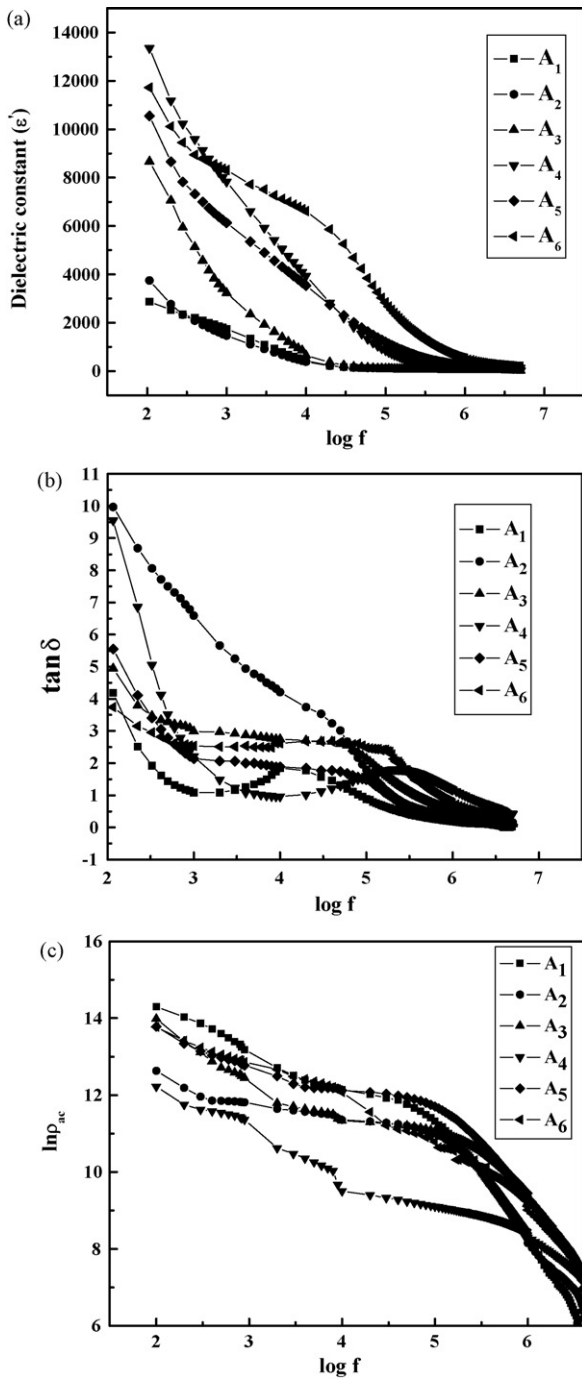 (a)
14000
12000
10000
8000
6000
4000
2000
0
Dielectric constant (ε')
A1
A2
A3
A4
A5
A6
2 3 4 5 6 7
log f
(b)
11
10
9
8
7
6
5
4
3
2
1
0
-1
tan δ
A1
A2
A3
A4
A5
A6
2 3 4 5 6 7
log f
(c)
16
14
12
10
8
6
lnρac
A1
A2
A3
A4
A5
A6
2 3 4 5 6
log f